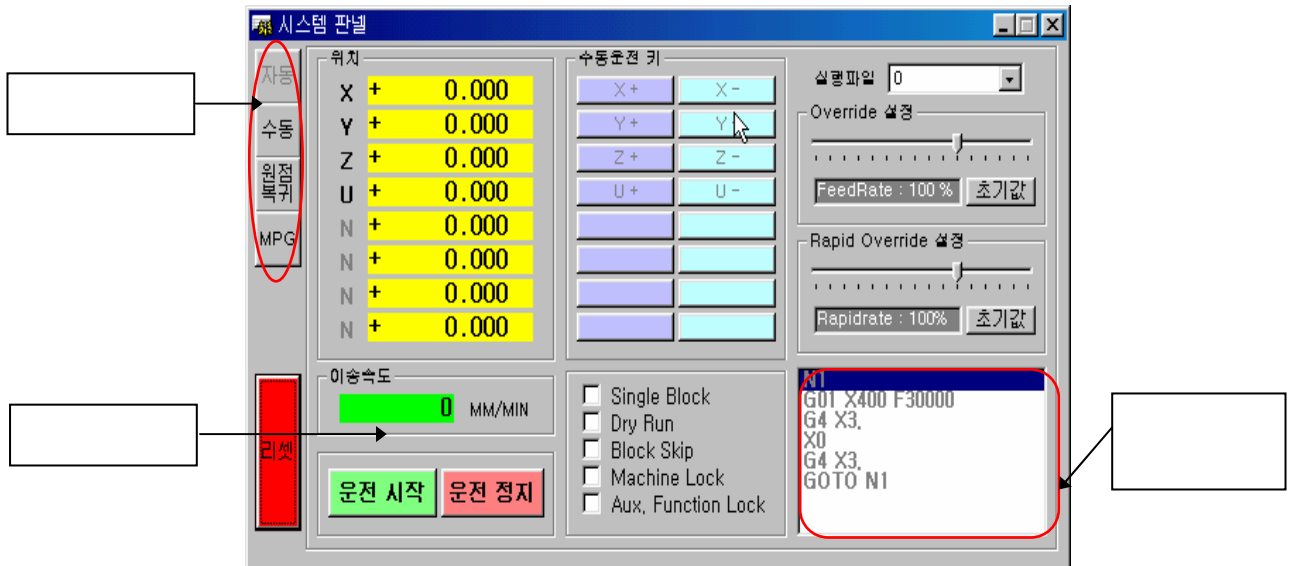 시스템 판넬
자동
수동
원점
복귀
MPG
리셋
위치
X + 0.000
Y + 0.000
Z + 0.000
U + 0.000
N + 0.000
N + 0.000
N + 0.000
N + 0.000
이송속도
0 MM/MIN
운전 시작 운전 정지
수동운전 키
X + X -
Y + Y
Z + Z -
U + U -
Single Block
Dry Run
Block Skip
Machine Lock
Aux. Function Lock
실행파일 0
Override 설정
FeedRate : 100 % 초기값
Rapid Override 설정
Rapidrate : 100% 초기값
N1
G01 X400 F30000
G4 X3.
X0
G4 X3.
GOTO N1